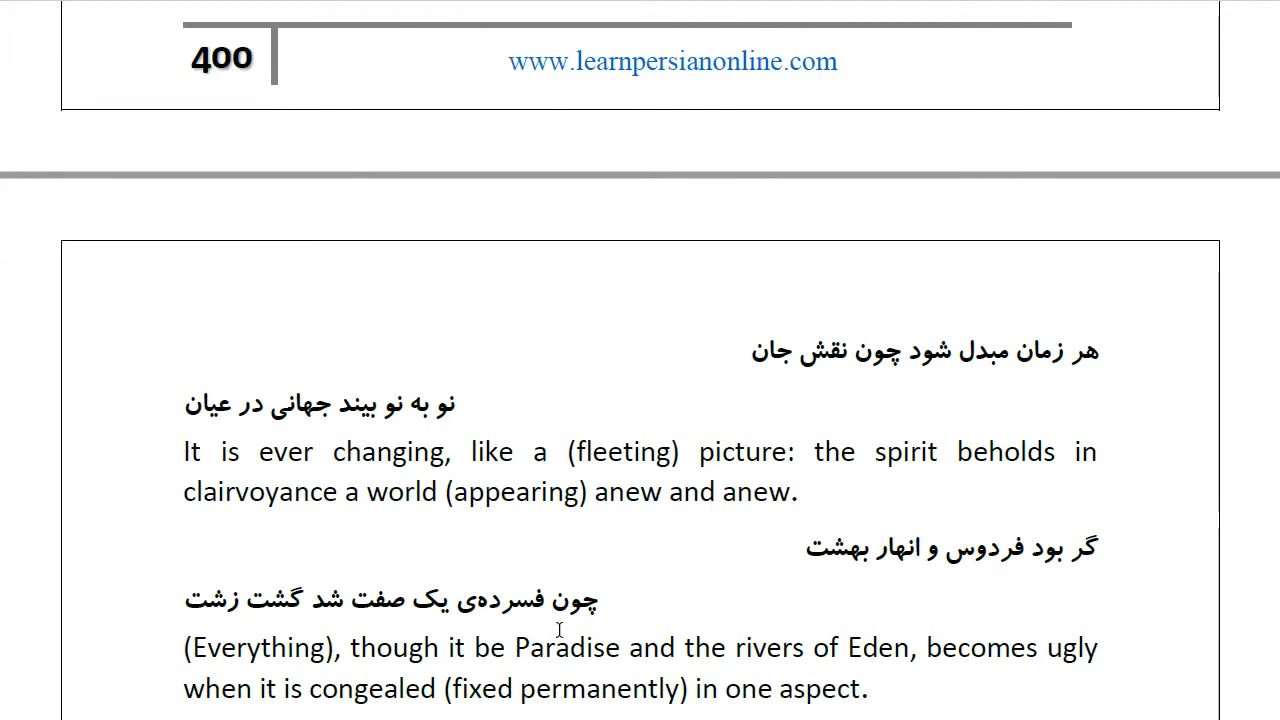 400
www.learnpersianonline.com
هر زمان مبدل شود چون نقش جان
نو به نو بیند جهانی در عیان
It is ever changing, like a (fleeting) picture: the spirit beholds in
clairvoyance a world (appearing) anew and anew.
گر بود فردوس و انهار بهشت
چون فسرده‌ی یک صفت شد گشت زشت
(Everything), though it be Paradise and the rivers of Eden, becomes ugly
when it is congealed (fixed permanently) in one aspect.